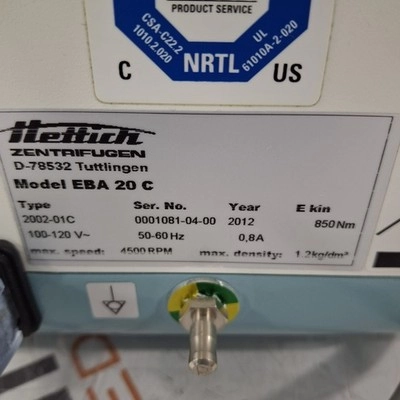 PRODUCT SERVICE
CSA-C22.2
1010.2.020
UL
61010A-2-020
NRTL
C US
Hettich
ZENTRIFUGEN
D-78532 Tuttlingen
Model EBA 20 C
Type Ser. No. Year E kin
2002-01C 0001081-04-00 2012 850Nm
100-120 V~ 50-60 Hz 0,8A
max. speed: 4500 RPM max. density: 1.2kg/dm³